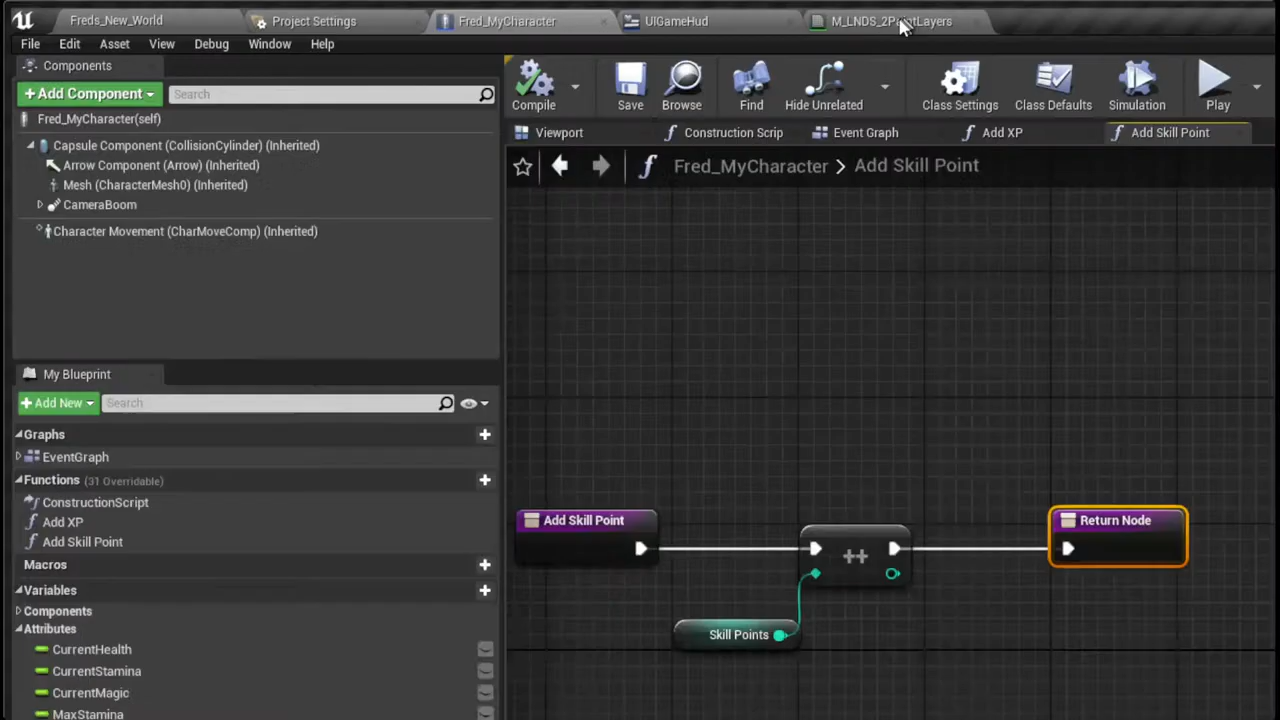 Freds_New_World
Project Settings
Fred_MyCharacter
UIGameHud
M_LNDS_2PointLayers
File Edit Asset View Window Help
Components
+Add Component
Search
Compile
Save
Browse
Find
Hide Unrelated
Class Settings
Class Defaults
Simulation
Play
Fred_MyCharacter(self)
Capsule Component (CollisionCylinder) (Inherited)
Arrow Component (Arrow) (Inherited)
Mesh (CharacterMesh0) (Inherited)
CameraBoom
Character Movement (CharMoveComp) (Inherited)
Viewport
Construction Scrip
Event Graph
Add XP
Add Skill Point
Fred_MyCharacter > Add Skill Point
My Blueprint
+Add New
Search
Graphs
EventGraph
Functions (31 Overridable)
ConstructionScript
Add XP
Add Skill Point
Macros
Variables
Components
Attributes
CurrentHealth
CurrentStamina
CurrentMagic
MaxStamina
Add Skill Point
++
Return Node
Skill Points